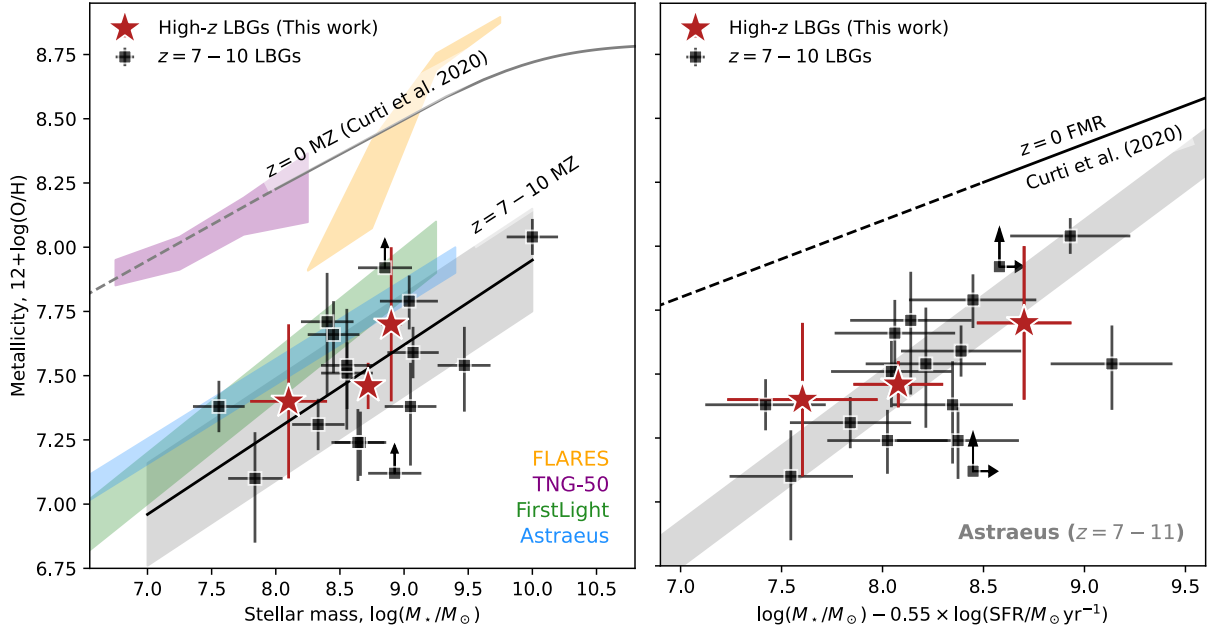 High-z LBGs (This work)
z = 7 − 10 LBGs
z = 0 MZ (Curti et al. 2020)
z = 7 − 10 MZ
FLARES
TNG-50
FirstLight
Astraeus
Metallicity, 12+log(O/H)
8.75
8.50
8.25
8.00
7.75
7.50
7.25
7.00
6.75
7.0 7.5 8.0 8.5 9.0 9.5 10.0 10.5
Stellar mass, log(M⋆/M⊙)
High-z LBGs (This work)
z = 7 − 10 LBGs
z = 0 FMR
Curti et al. (2020)
Astraeus (z = 7 − 11)
7.0 7.5 8.0 8.5 9.0 9.5
log(M⋆/M⊙) − 0.55 × log(SFR/M⊙yr⁻¹)